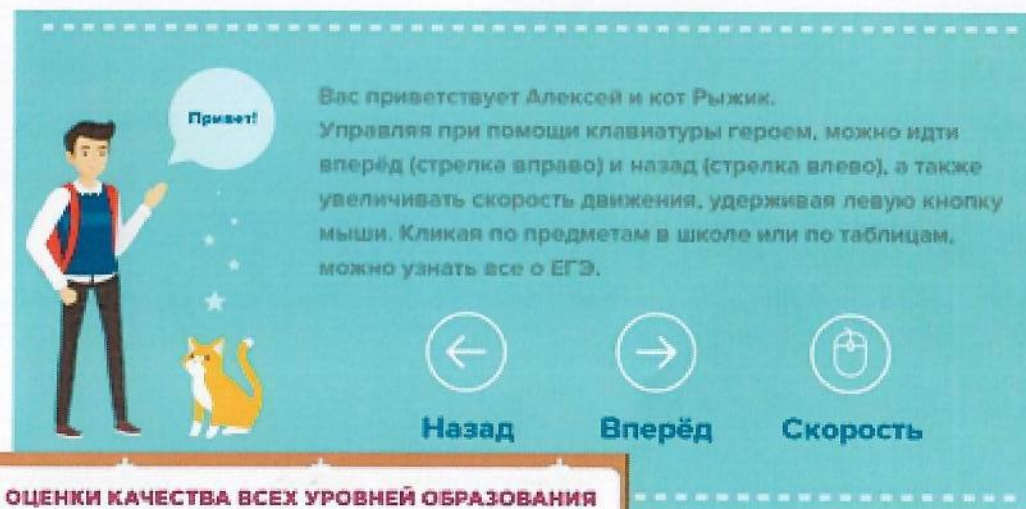 Привет!
Вас приветствует Алексей и кот Рыжик.
Управляя при помощи клавиатуры героем, можно идти
вперёд (стрелка вправо) и назад (стрелка влево), а также
увеличивать скорость движения, удерживая левую кнопку
мыши. Кликая по предметам в школе или по таблицам,
можно узнать все о ЕГЭ.
Назад Вперёд Скорость
ОЦЕНКИ КАЧЕСТВА ВСЕХ УРОВНЕЙ ОБРАЗОВАНИЯ